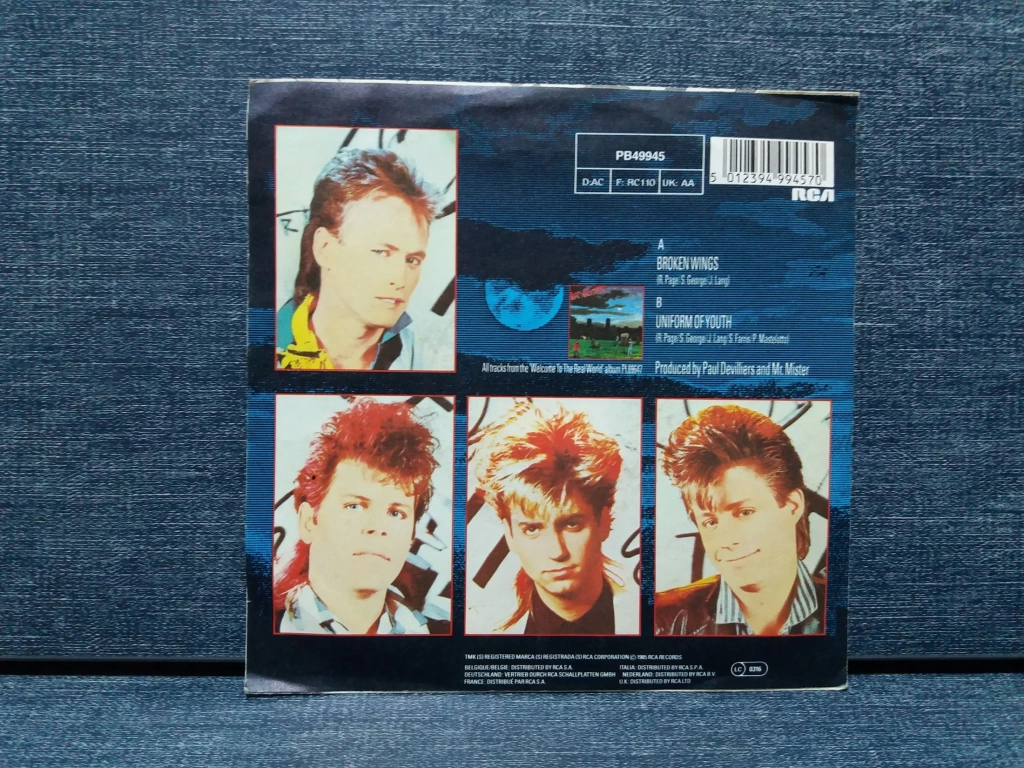 PB49945
D:AC F: RC110 UK: AA
5 012394 994570
RCA
A
BROKEN WINGS
(R. Page/S. George/J. Lang)
B
UNIFORM OF YOUTH
(R. Page/S. George/J. Lang/S. Farris/P. Mastelotto)
All tracks from the 'Welcome To The Real World' album PL89647
Produced by Paul Devilliers and Mr. Mister
R
TMK (S) REGISTERED MARCA (S) REGISTRADA (S) RCA CORPORATION © 1985 RCA RECORDS
BELGIQUE/BELGIE: DISTRIBUTED BY RCA S.A.
DEUTSCHLAND: VERTRIEB DURCH RCA SCHALLPLATTEN GMBH
FRANCE: DISTRIBUÉ PAR RCA S.A.
ITALIA: DISTRIBUTED BY RCA S.P.A.
NEDERLAND: DISTRIBUTED BY RCA B.V.
U.K: DISTRIBUTED BY RCA LTD
LC 0316